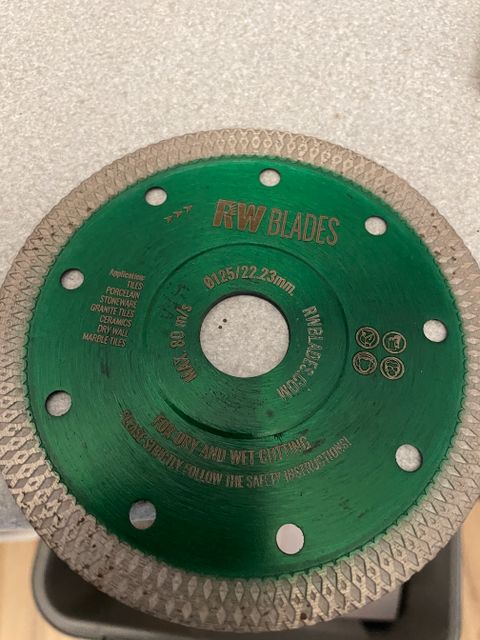 RW BLADES
Ø125/22.23mm.
MAX. 80 m/s
RWBLADES.COM
Application:
TILES
PORCELAIN
STONEWARE
GRANITE TILES
CERAMICS
DRY WALL
MARBLE TILES
FOR DRY AND WET CUTTING
PLEASE STRICTLY FOLLOW THE SAFETY INSTRUCTIONS!